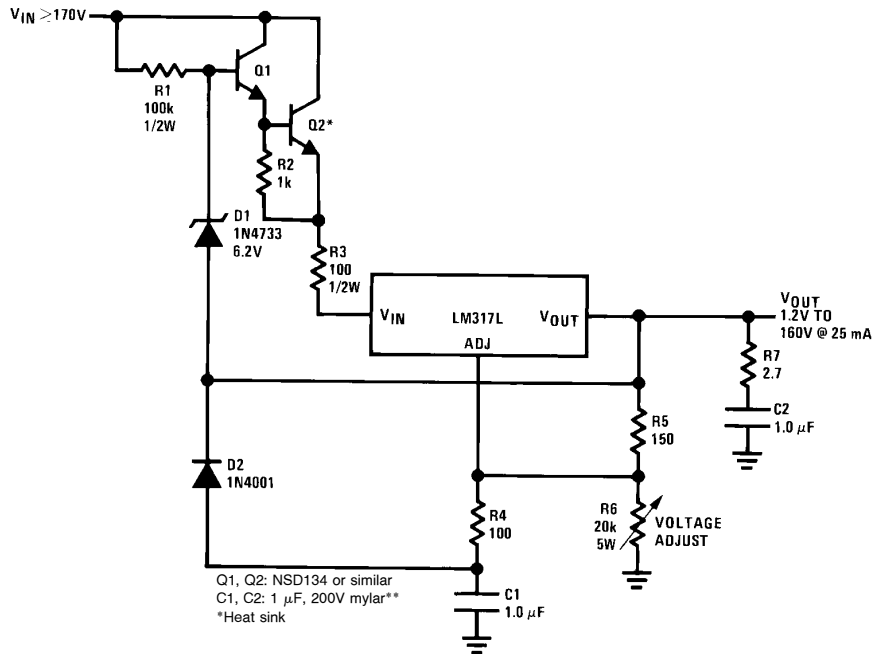 VIN ≥170V
R1
100k
1/2W
Q1
Q2*
R2
1k
D1
1N4733
6.2V
R3
100
1/2W
VIN
LM317L
VOUT
ADJ
VOUT
1.2V TO
160V @ 25 mA
R7
2.7
C2
1.0 μF
R5
150
D2
1N4001
R4
100
R6
20k
5W
VOLTAGE
ADJUST
C1
1.0 μF
Q1, Q2: NSD134 or similar
C1, C2: 1 μF, 200V mylar**
*Heat sink